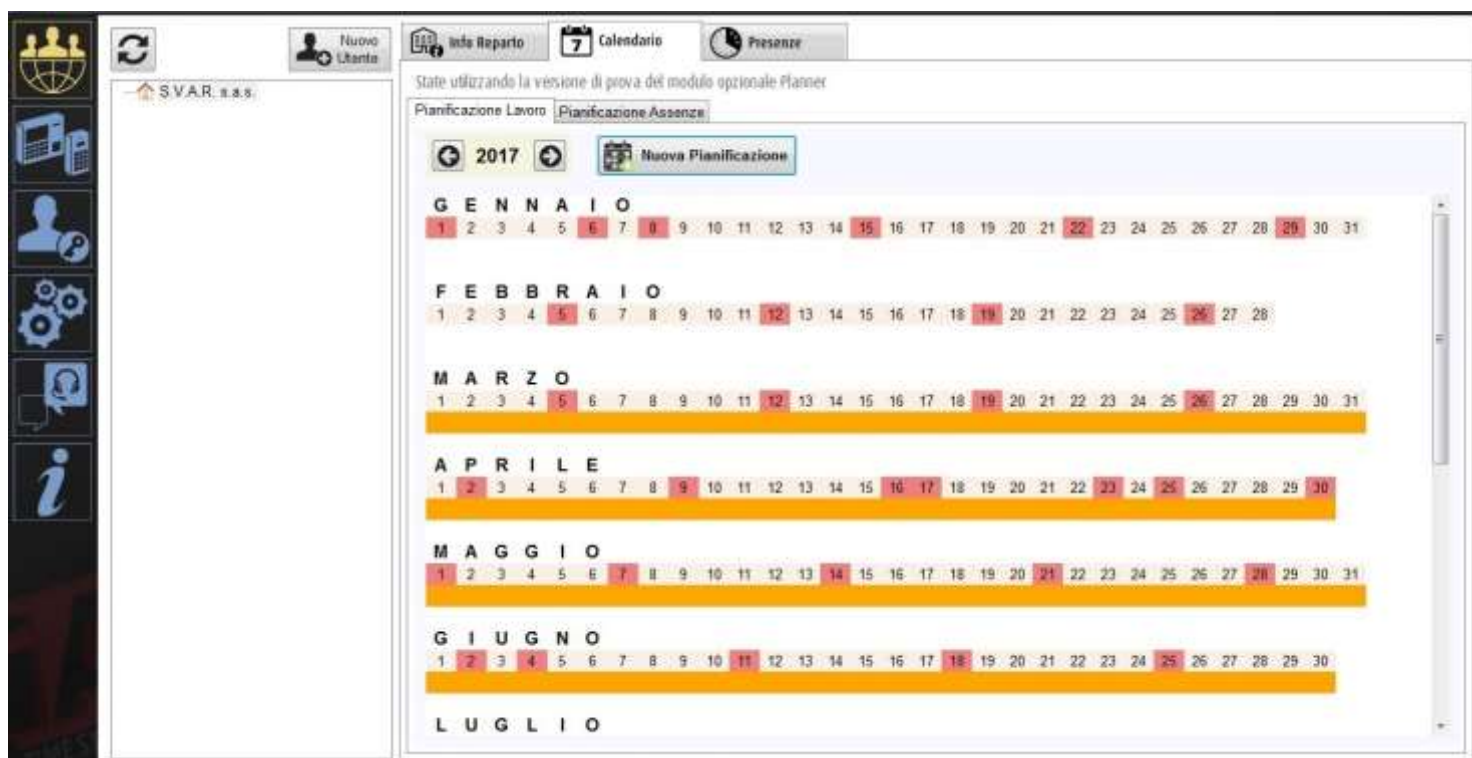 Nuovo
Utente
S.V.A.R. s.a.s.
Info Reparto
7
Calendario
Presenze
State utilizzando la versione di prova del modulo opzionale Planner
Pianificazione Lavoro
Pianificazione Assenze
2017
Nuova Pianificazione
GENNAIO
1 2 3 4 5 6 7 8 9 10 11 12 13 14 15 16 17 18 19 20 21 22 23 24 25 26 27 28 29 30 31
FEBBRAIO
1 2 3 4 5 6 7 8 9 10 11 12 13 14 15 16 17 18 19 20 21 22 23 24 25 26 27 28
MARZO
1 2 3 4 5 6 7 8 9 10 11 12 13 14 15 16 17 18 19 20 21 22 23 24 25 26 27 28 29 30 31
APRILE
1 2 3 4 5 6 7 8 9 10 11 12 13 14 15 16 17 18 19 20 21 22 23 24 25 26 27 28 29 30
MAGGIO
1 2 3 4 5 6 7 8 9 10 11 12 13 14 15 16 17 18 19 20 21 22 23 24 25 26 27 28 29 30 31
GIUGNO
1 2 3 4 5 6 7 8 9 10 11 12 13 14 15 16 17 18 19 20 21 22 23 24 25 26 27 28 29 30
LUGLIO